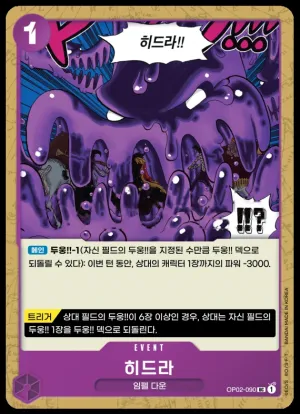 1
히드라!!
!!?
메인 두웅!!-1(자신 필드의 두웅!!을 지정된 수만큼 두웅!! 덱으로
되돌릴 수 있다): 이번 턴 동안, 상대의 캐릭터 1장까지의 파워 -3000.
트리거 상대 필드의 두웅!!이 6장 이상인 경우, 상대는 자신 필드의
두웅!! 1장을 두웅!! 덱으로 되돌린다.
EVENT
히드라
임펠 다운
OP02-090 UC 1